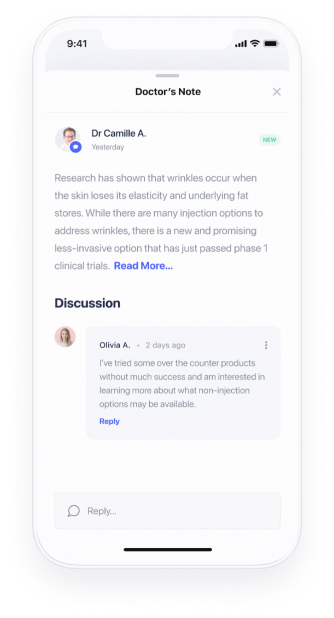 9:41
Doctor's Note
Dr Camille A.
Yesterday
NEW
Research has shown that wrinkles occur when
the skin loses its elasticity and underlying fat
stores. While there are many injection options to
address wrinkles, there is a new and promising
less-invasive option that has just passed phase 1
clinical trials. Read More...
Discussion
Olivia A. • 2 days ago
I've tried some over the counter products
without much success and am interested in
learning more about what non-injection
options may be available.
Reply
Reply...